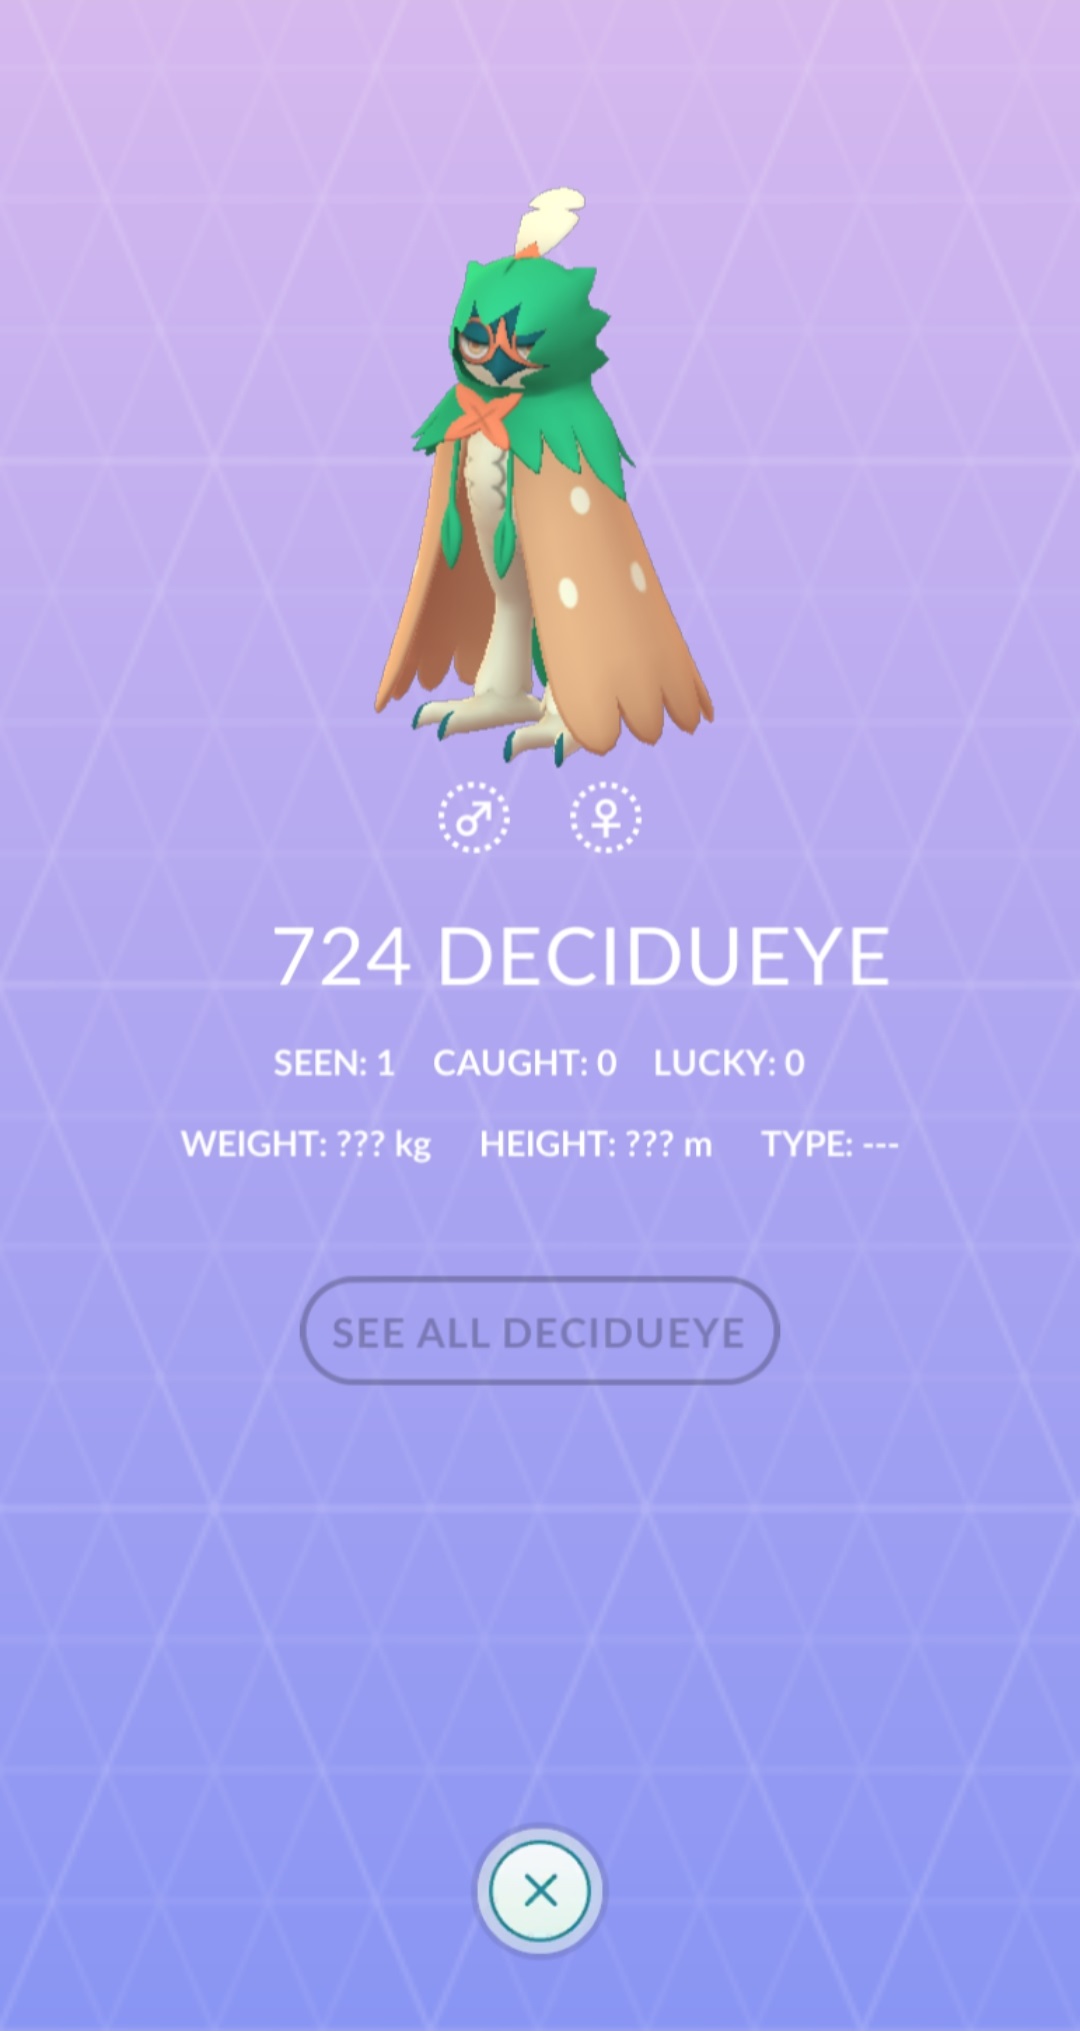 724 DECIDUEYE
SEEN: 1 CAUGHT: 0 LUCKY: 0
WEIGHT: ??? kg HEIGHT: ??? m TYPE: ---
SEE ALL DECIDUEYE